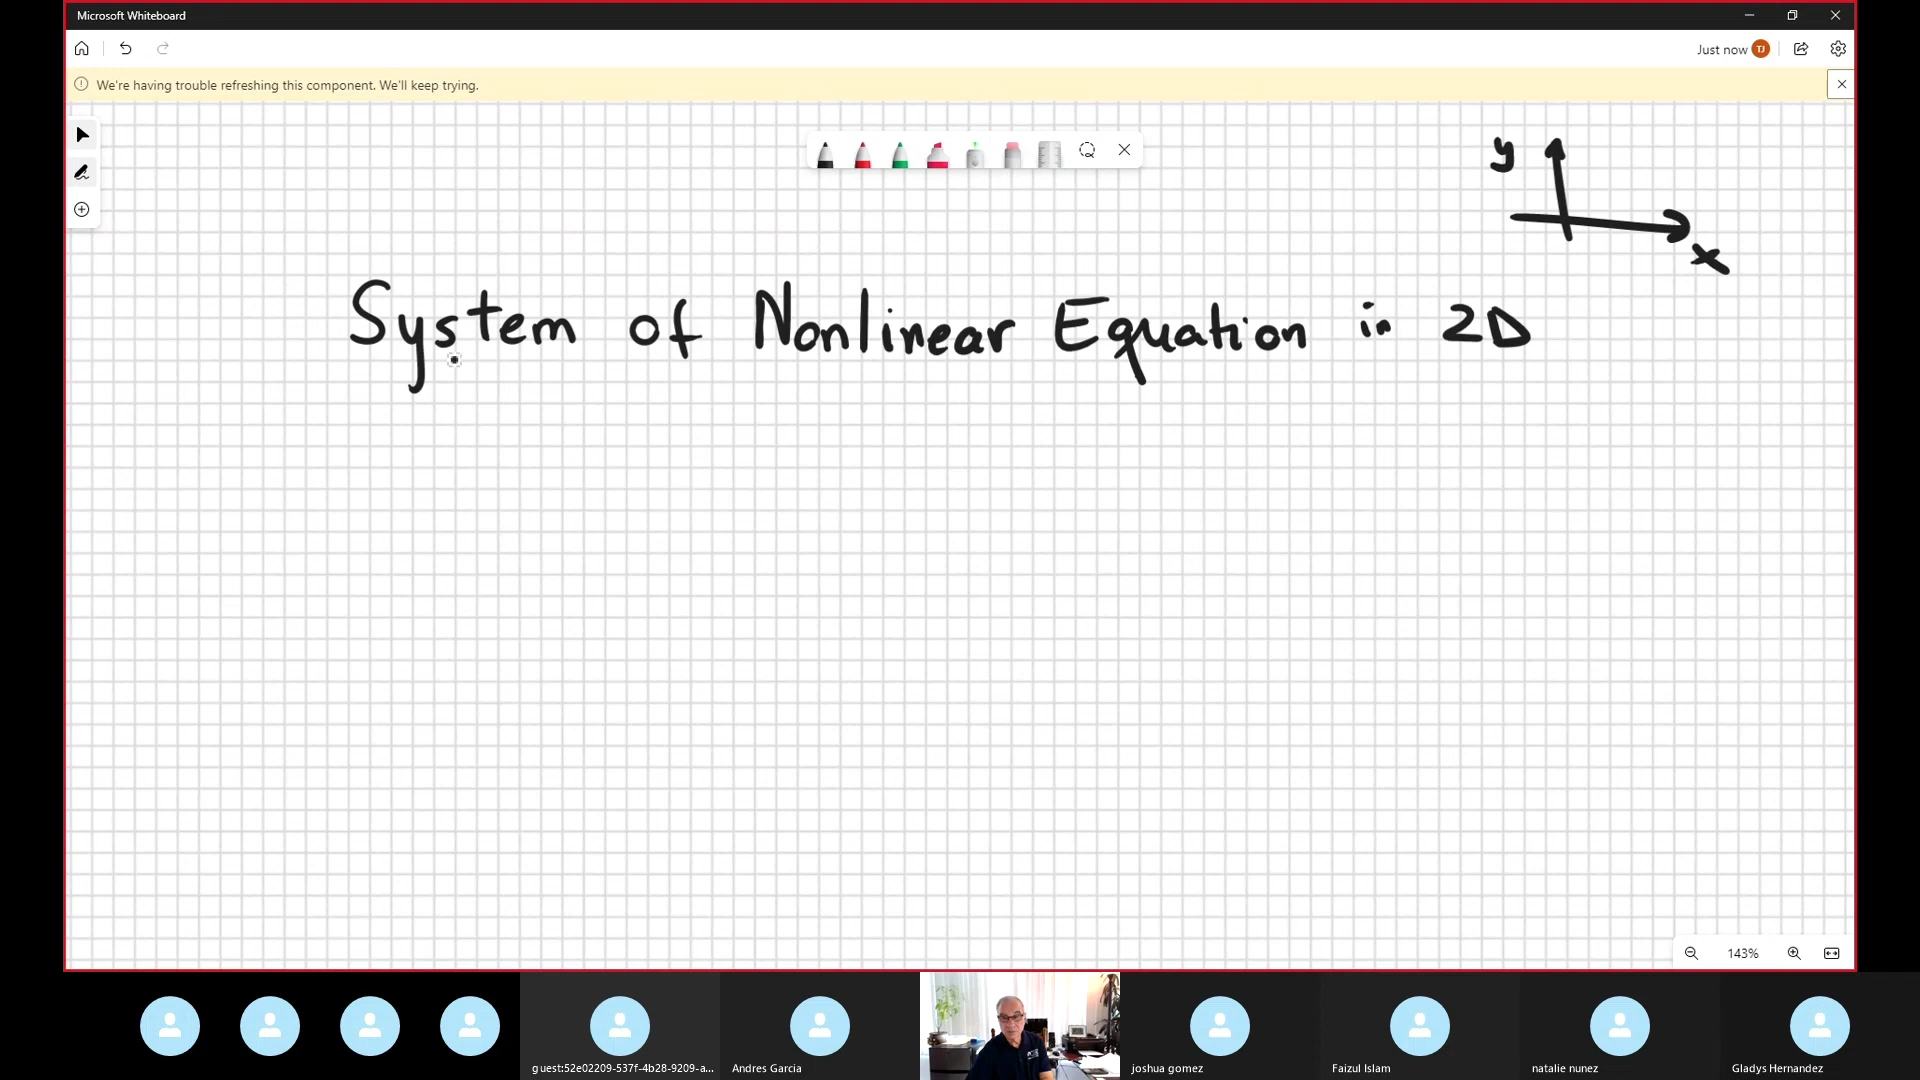 Microsoft Whiteboard
Just now TJ
We're having trouble refreshing this component. We'll keep trying.
y
x
System of Nonlinear Equation in 2D
143%
guest:52e02209-537f-4b28-9209-a...
Andres Garcia
joshua gomez
Faizul Islam
natalie nunez
Gladys Hernandez